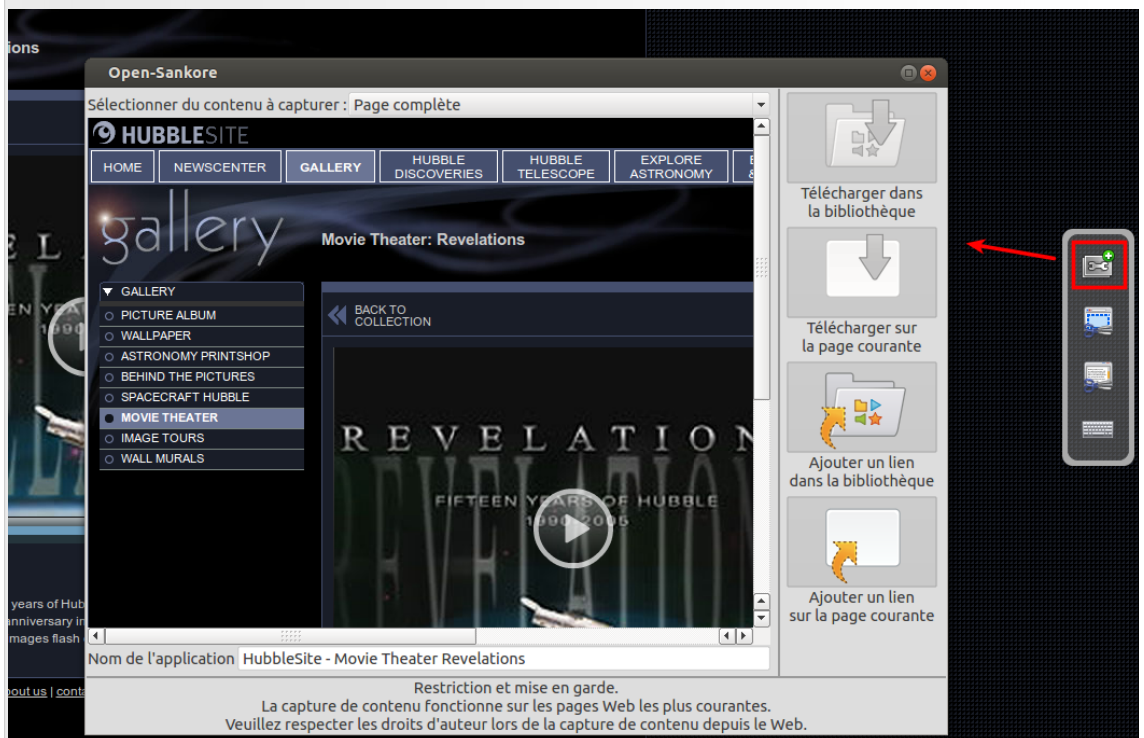 ions
Open-Sankore
Sélectionner du contenu à capturer : Page complète
HUBBLESITE
HOME
NEWSCENTER
GALLERY
HUBBLE
DISCOVERIES
HUBBLE
TELESCOPE
EXPLORE
ASTRONOMY
gallery
Movie Theater: Revelations
GALLERY
PICTURE ALBUM
WALLPAPER
ASTRONOMY PRINTSHOP
BEHIND THE PICTURES
SPACECRAFT HUBBLE
MOVIE THEATER
IMAGE TOURS
WALL MURALS
BACK TO
COLLECTION
REVELATION
FIFTEEN YEARS OF HUBBLE
1990-2005
Télécharger dans
la bibliothèque
Télécharger sur
la page courante
Ajouter un lien
dans la bibliothèque
Ajouter un lien
sur la page courante
years of Hub
anniversary in
mages flash
out us | conta
Nom de l'application HubbleSite - Movie Theater Revelations
Restriction et mise en garde.
La capture de contenu fonctionne sur les pages Web les plus courantes.
Veuillez respecter les droits d'auteur lors de la capture de contenu depuis le Web.